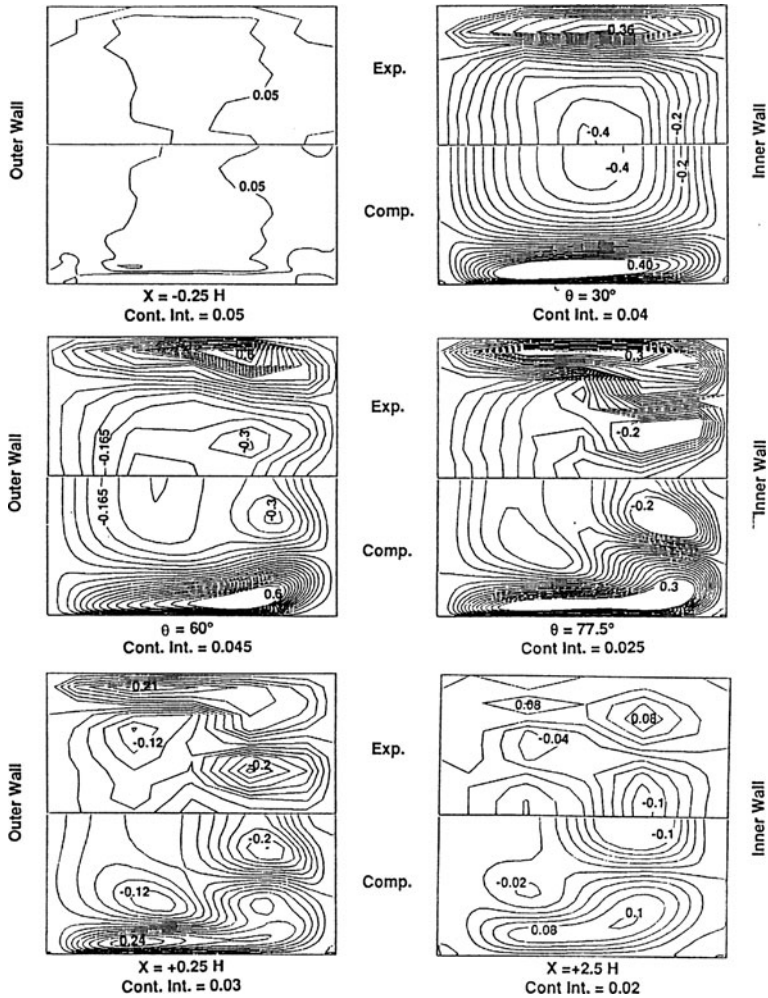 Outer Wall
0.05
0.05
X = -0.25 H
Cont. Int. = 0.05
Exp.
Comp.
0.36
-0.4
-0.2
-0.4
-0.2
0.40
θ = 30°
Cont. Int. = 0.04
Inner Wall
Outer Wall
0.6
-0.165
-0.3
-0.165
-0.3
0.6
θ = 60°
Cont. Int. = 0.045
Exp.
Comp.
0.3
-0.2
-0.2
0.3
θ = 77.5°
Cont Int. = 0.025
Inner Wall
Outer Wall
0.21
-0.12
-0.2
-0.2
-0.12
0.24
X = +0.25 H
Cont. Int. = 0.03
Exp.
Comp.
0.08
0.08
-0.04
-0.1
-0.1
-0.02
0.1
0.08
X =+2.5 H
Cont. Int = 0.02
Inner Wall